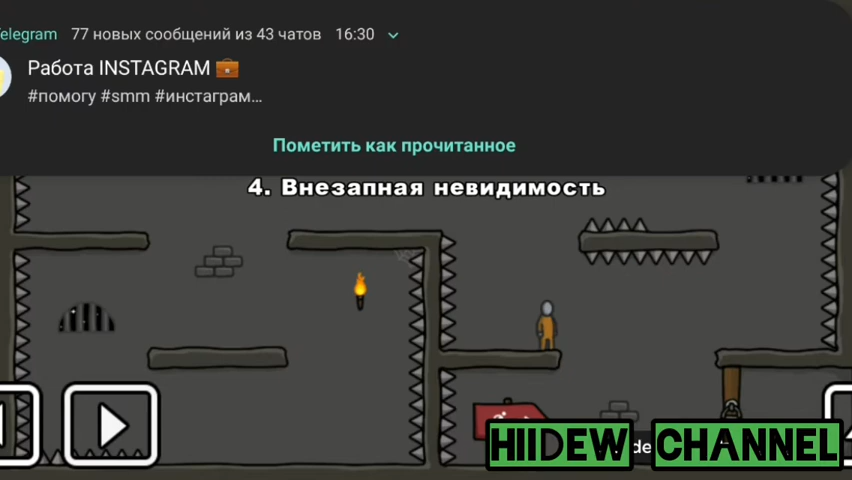 elegram 77 новых сообщений из 43 чатов 16:30
Работа INSTAGRAM
#помогу #smm #инстаграм...
Пометить как прочитанное
4. Внезапная невидимость
HIIDEW CHANNEL